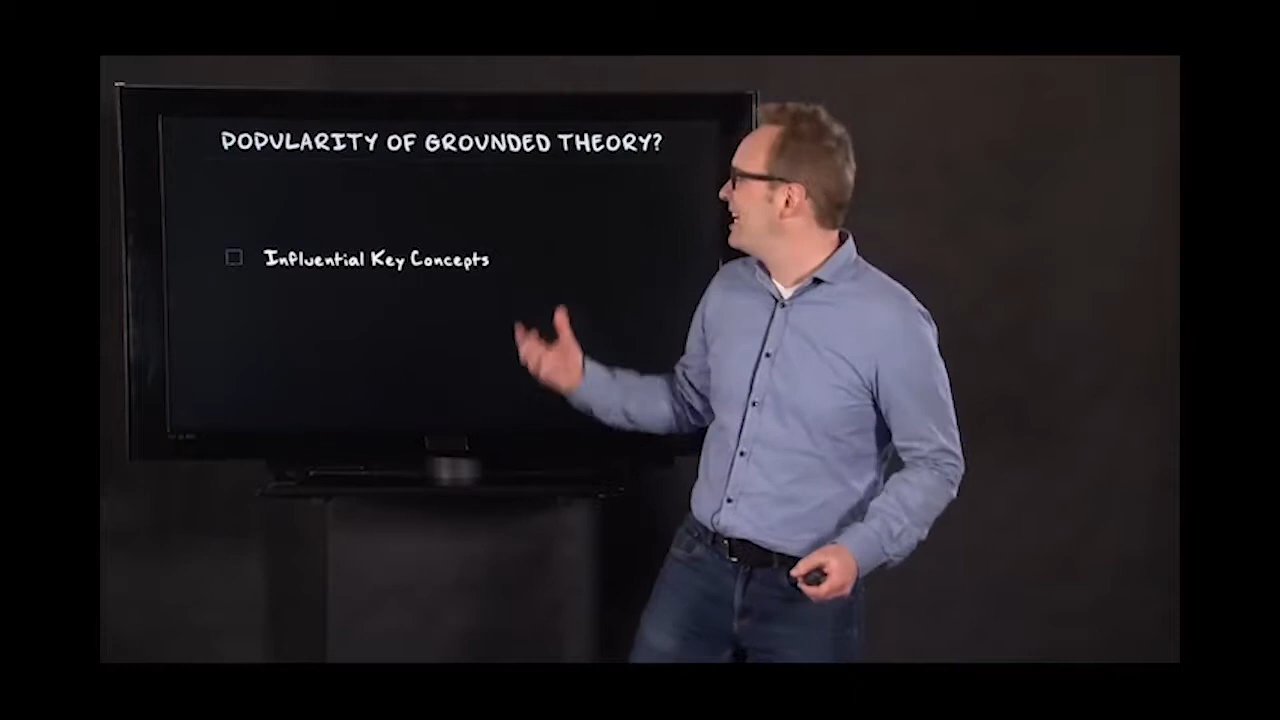 POPULARITY OF GROUNDED THEORY?
Influential Key Concepts